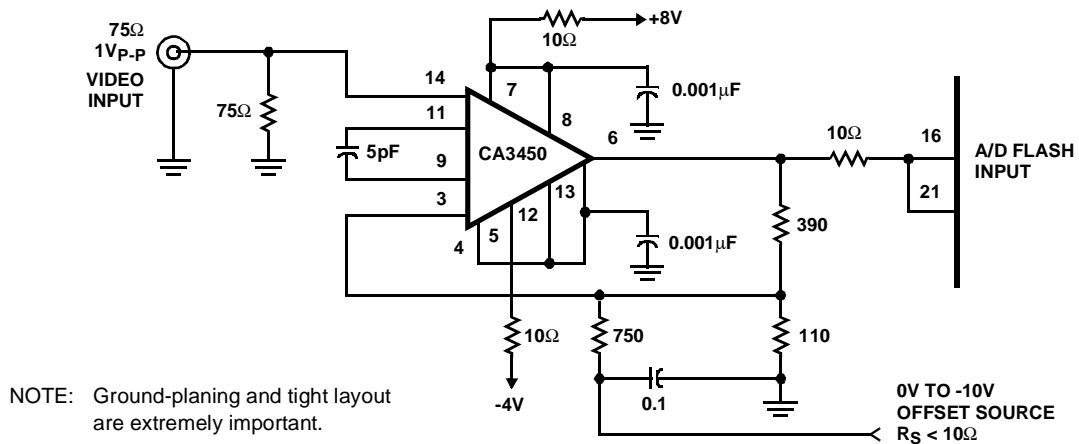 +8V
75Ω
1VP-P
VIDEO
INPUT
10Ω
14
7
0.001µF
75Ω
11
8
10Ω
16
A/D FLASH
INPUT
5pF
CA3450
6
9
21
13
3
12
390
5
4
0.001µF
10Ω
750
110
-4V
0.1
0V TO -10V
OFFSET SOURCE
RS < 10Ω
NOTE: Ground-planing and tight layout
are extremely important.